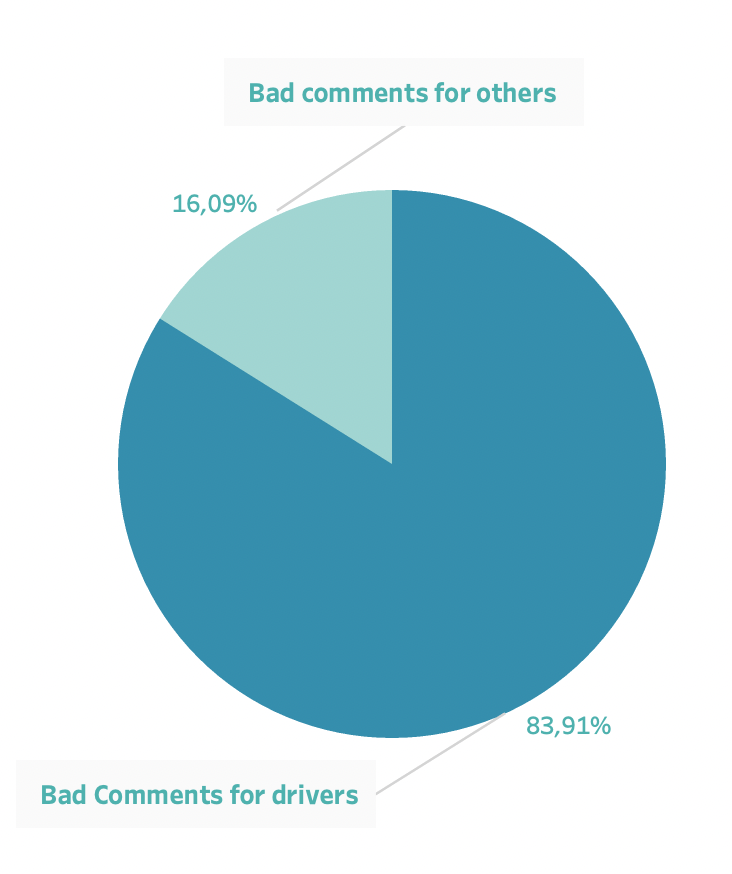 Bad comments for others
16,09%
83,91%
Bad Comments for drivers